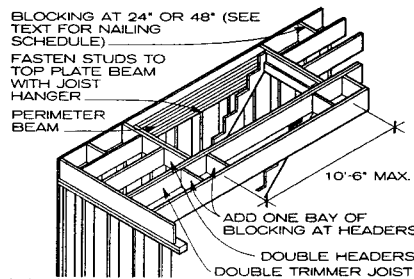 BLOCKING AT 24" OR 48" (SEE
TEXT FOR NAILING
SCHEDULE)
FASTEN STUDS TO
TOP PLATE BEAM
WITH JOIST
HANGER
PERIMETER
BEAM
10'-6" MAX.
ADD ONE BAY OF
BLOCKING AT HEADERS
DOUBLE HEADERS
DOUBLE TRIMMER JOIST